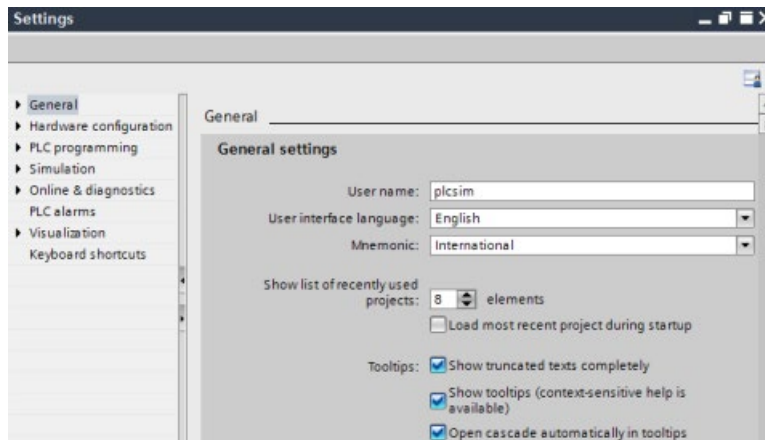 Settings
General
Hardware configuration
PLC programming
Simulation
Online & diagnostics
PLC alarms
Visualization
Keyboard shortcuts
General
General settings
User name: plcsim
User interface language: English
Mnemonic: International
Show list of recently used
projects: 8 elements
Load most recent project during startup
Tooltips: Show truncated texts completely
Show tooltips (context-sensitive help is
available)
Open cascade automatically in tooltips